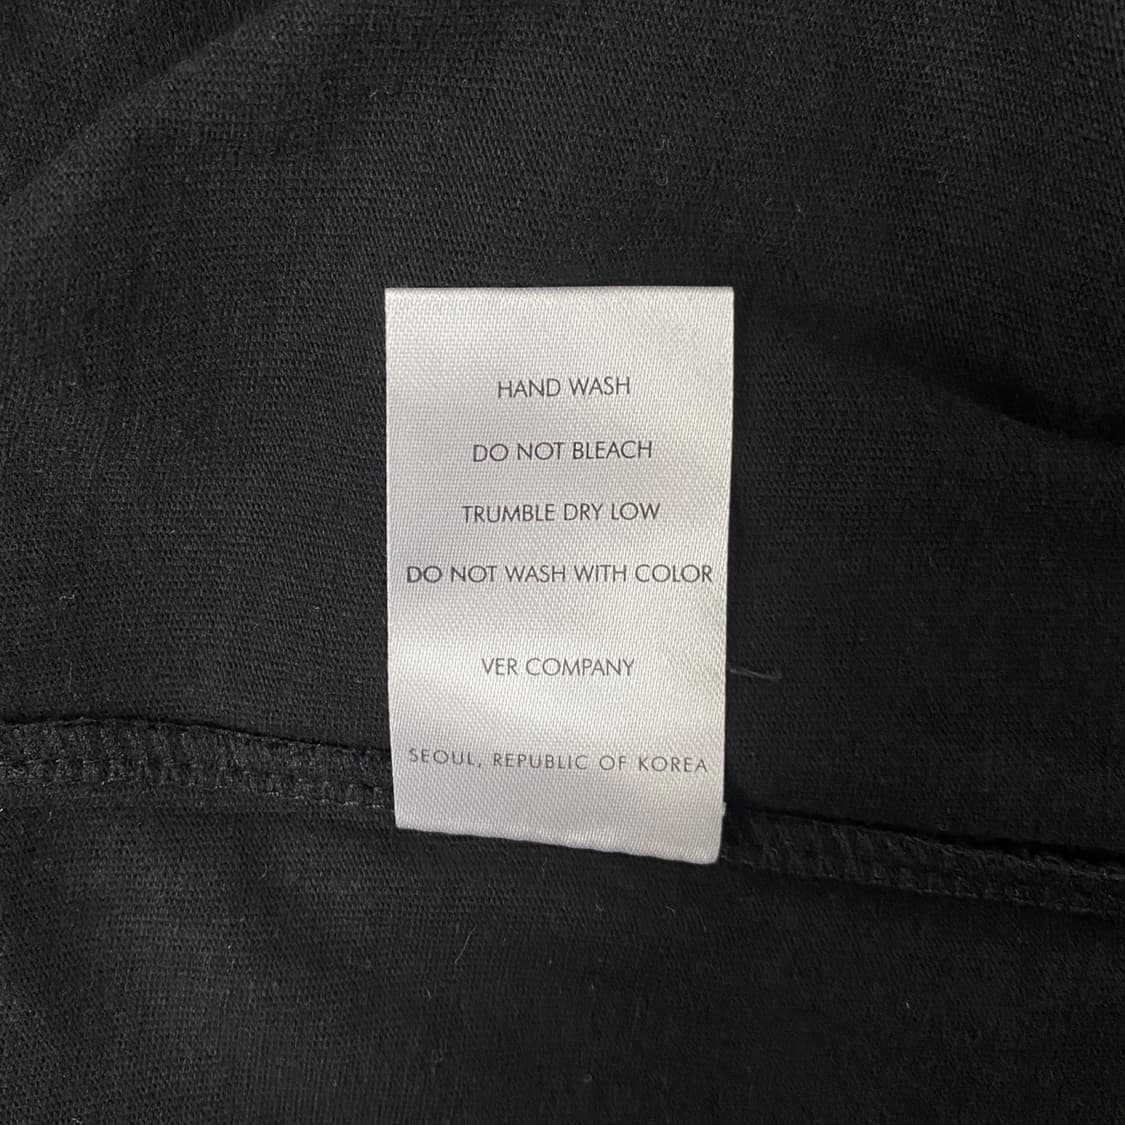 HAND WASH
DO NOT BLEACH
TRUMBLE DRY LOW
DO NOT WASH WITH COLOR
VER COMPANY
SEOUL, REPUBLIC OF KOREA